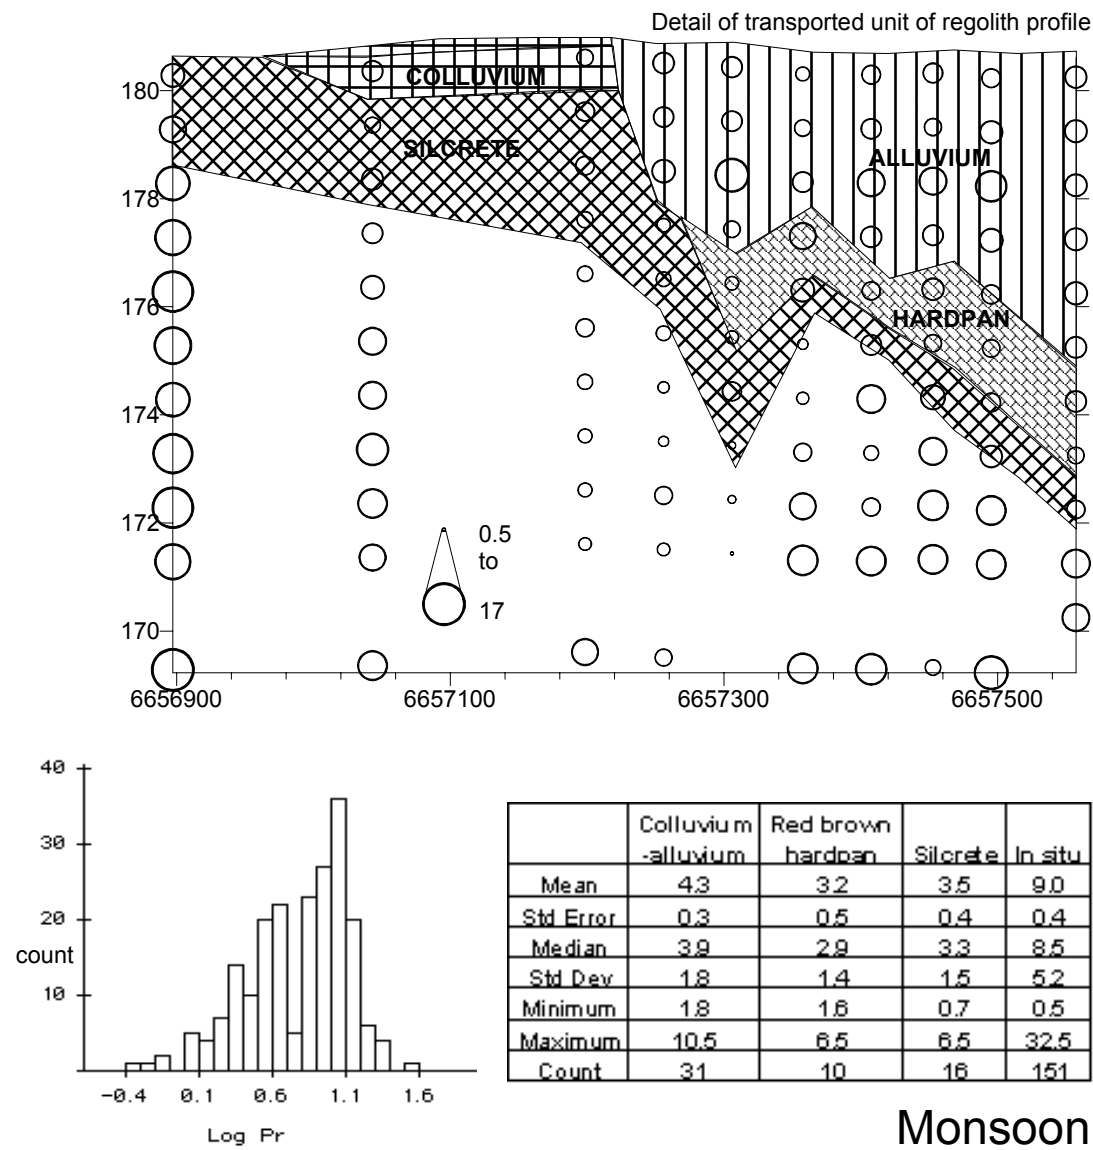 Detail of transported unit of regolith profile
180
COLLUVIUM
SILCRETE
ALLUVIUM
178
176
HARDPAN
174
172
0.5
to
17
170
6656900 6657100 6657300 6657500
40
30
20
count
10
-0.4 0.1 0.6 1.1 1.6
Log Pr
Colluvium Red brown
-alluvium hardpan Silcrete In situ
Mean 4.3 3.2 3.5 9.0
Std Error 0.3 0.5 0.4 0.4
Median 3.9 2.9 3.3 8.5
Std Dev 1.8 1.4 1.5 5.2
Minimum 1.8 1.6 0.7 0.5
Maximum 10.5 6.5 6.5 32.5
Count 31 10 16 151
Monsoon